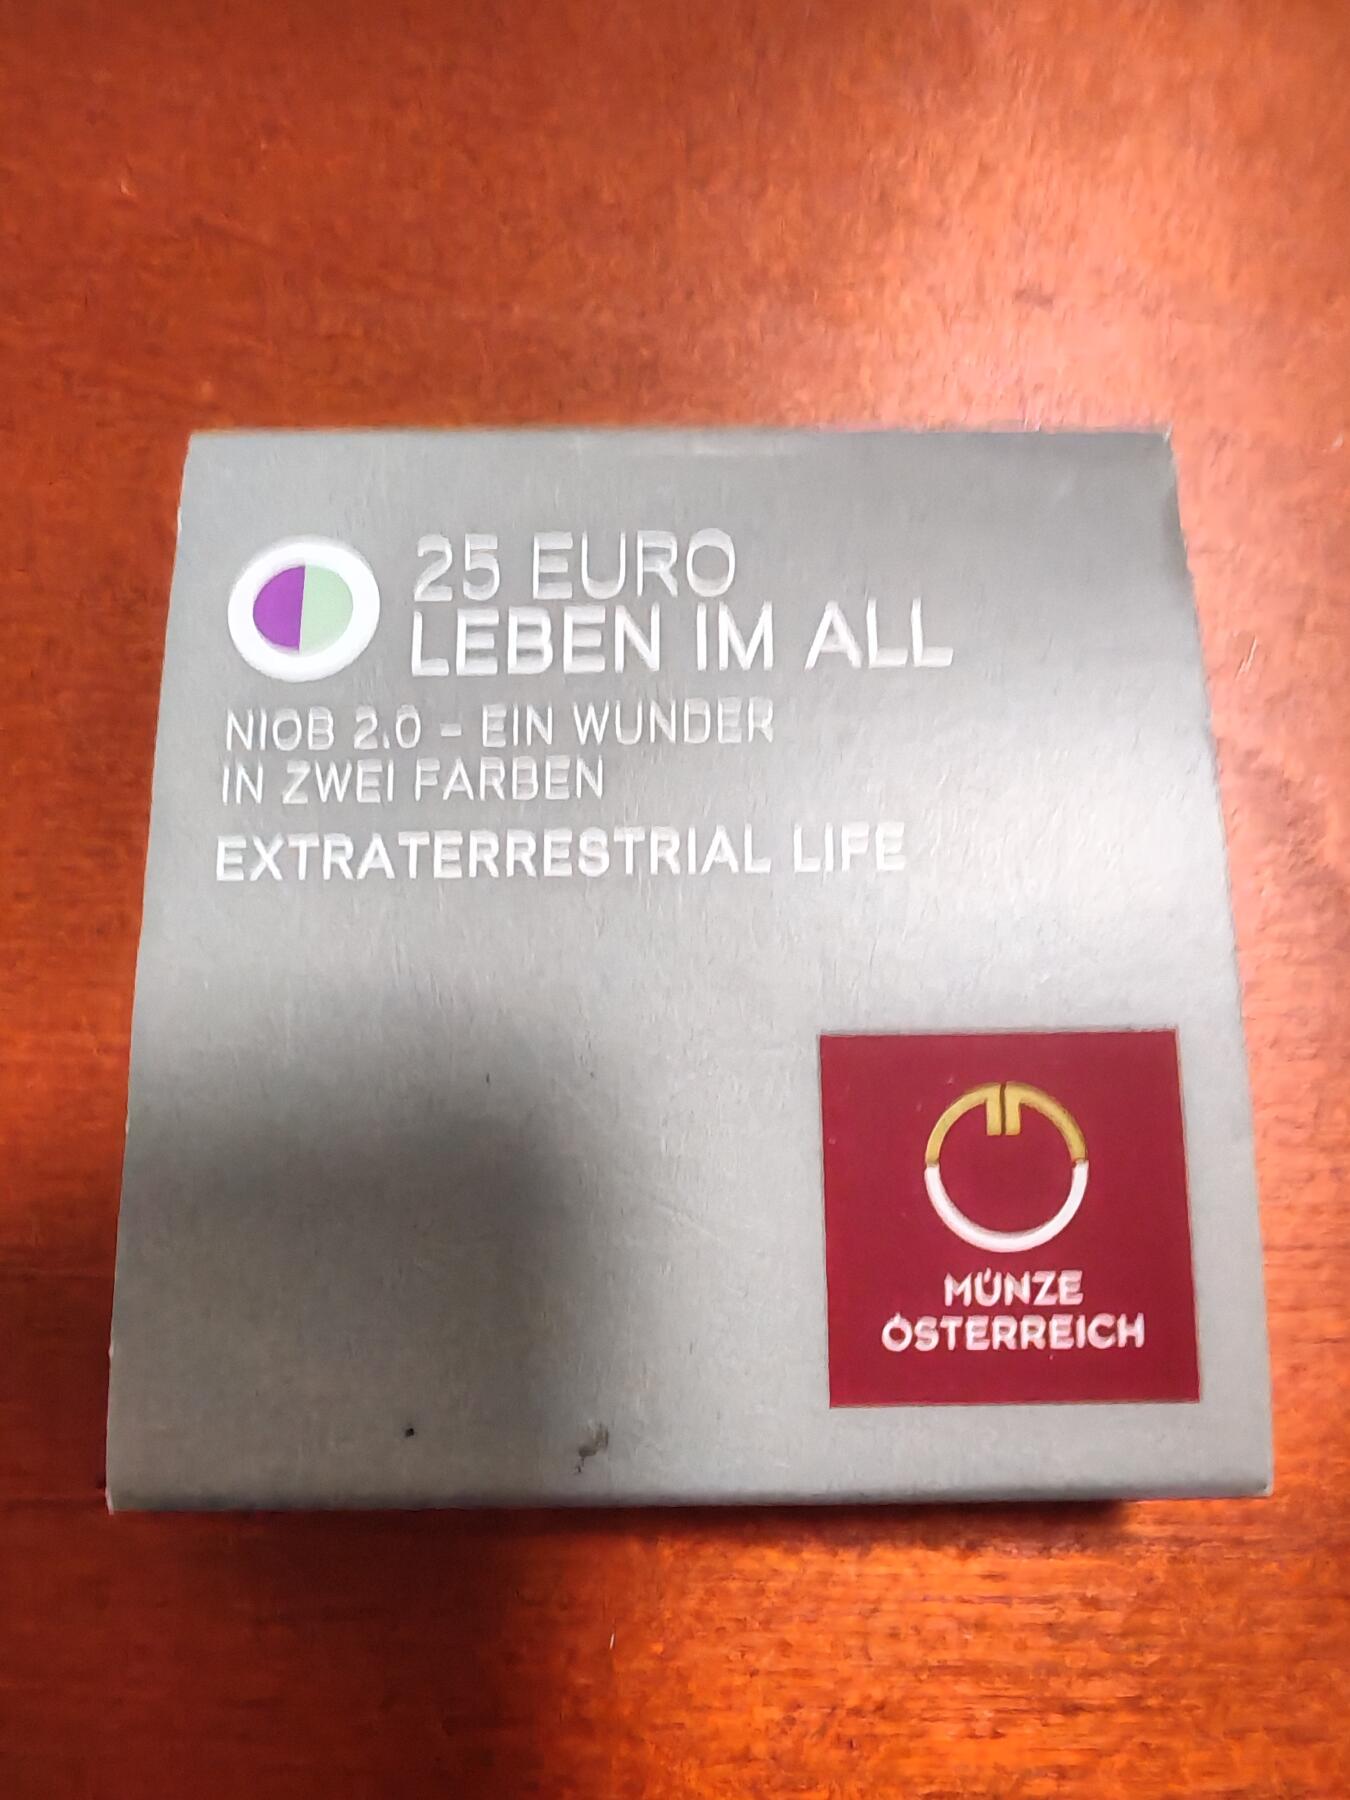 25 EURO
LEBEN IM ALL
NIOB 2.0 – EIN WUNDER
IN ZWEI FARBEN
EXTRATERRESTRIAL LIFE
MÜNZE
ÖSTERREICH